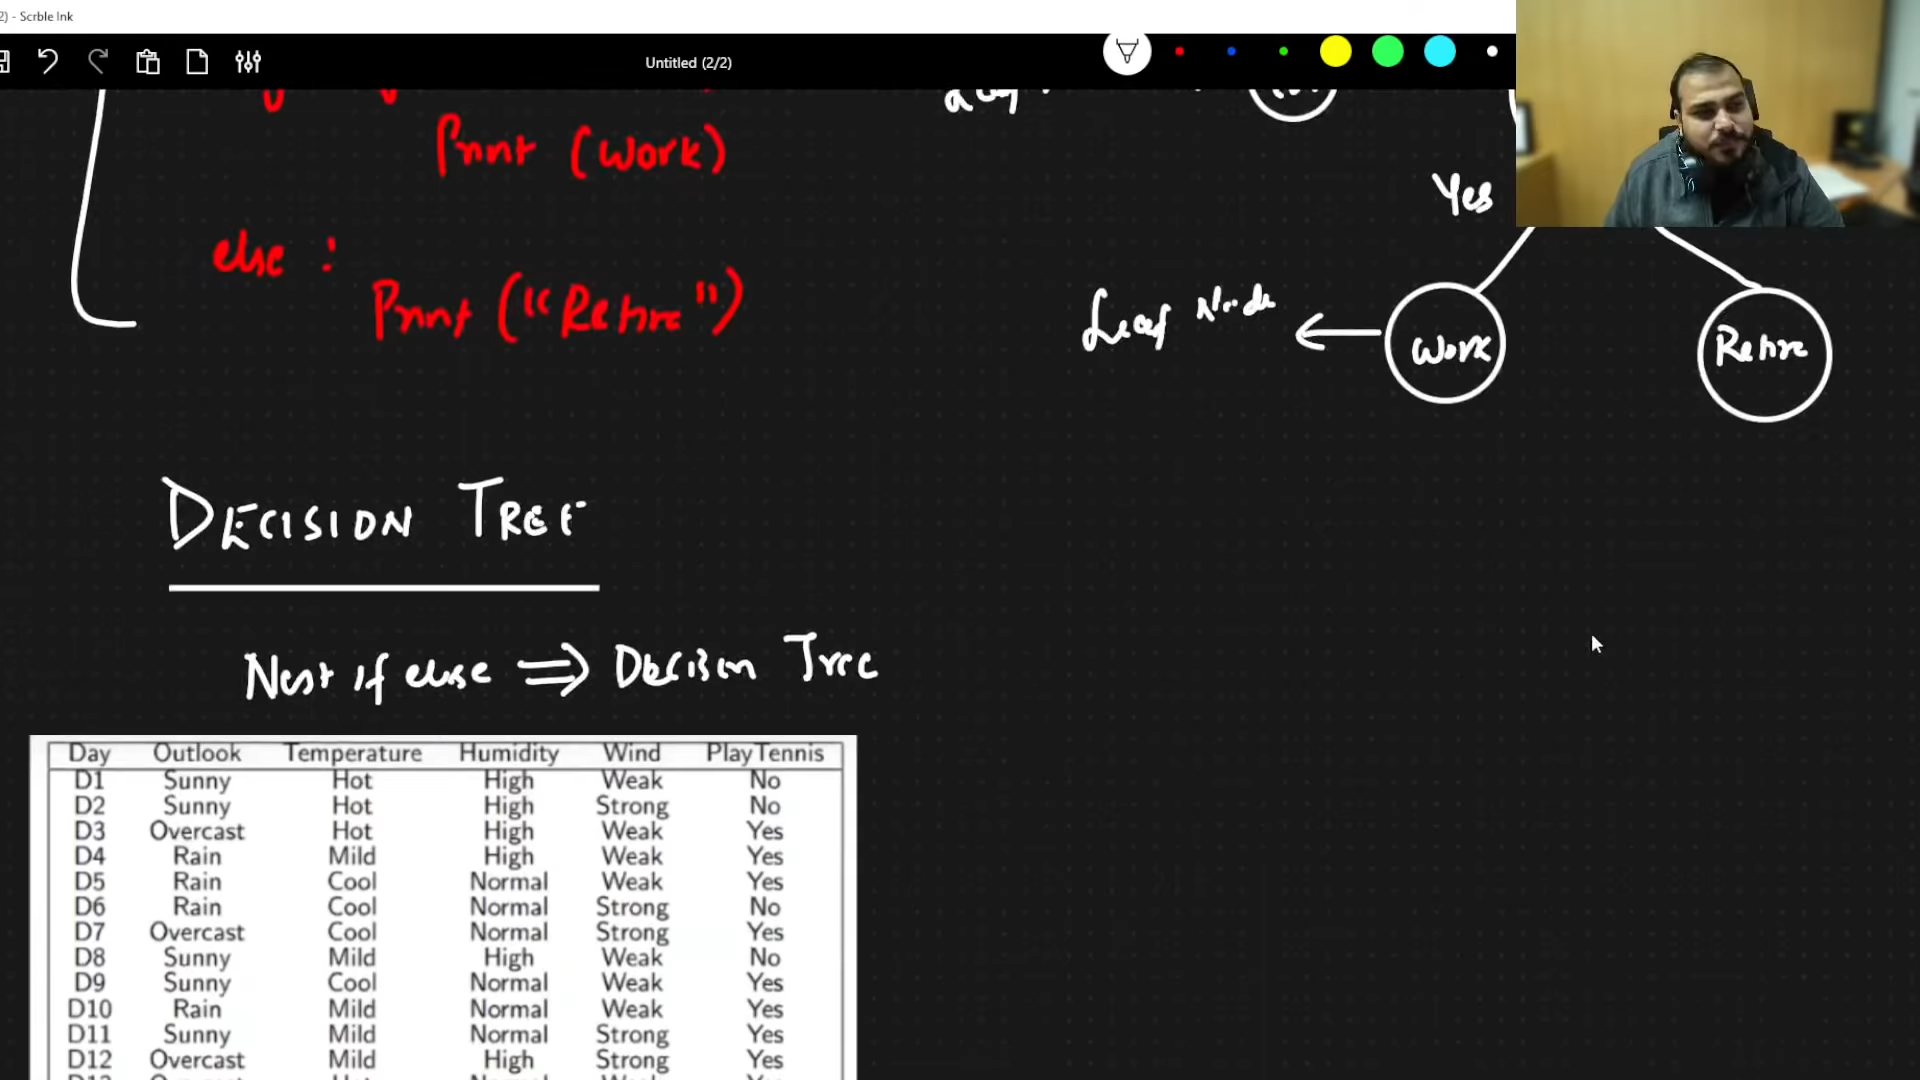 2) - Scrble Ink
Untitled (2/2)
Print (Work)
else :
Print ("Retire")
Yes
Leaf Node
Work
Retire
DECISION TREE
Nest if else ⇒ Decision Tree
Day Outlook Temperature Humidity Wind PlayTennis
D1 Sunny Hot High Weak No
D2 Sunny Hot High Strong No
D3 Overcast Hot High Weak Yes
D4 Rain Mild High Weak Yes
D5 Rain Cool Normal Weak Yes
D6 Rain Cool Normal Strong No
D7 Overcast Cool Normal Strong Yes
D8 Sunny Mild High Weak No
D9 Sunny Cool Normal Weak Yes
D10 Rain Mild Normal Weak Yes
D11 Sunny Mild Normal Strong Yes
D12 Overcast Mild High Strong Yes